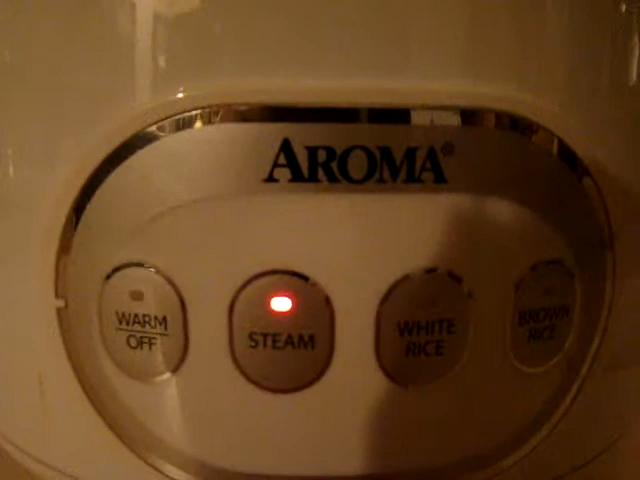 AROMA®
WARM
OFF
STEAM
WHITE
RICE
BROWN
RICE